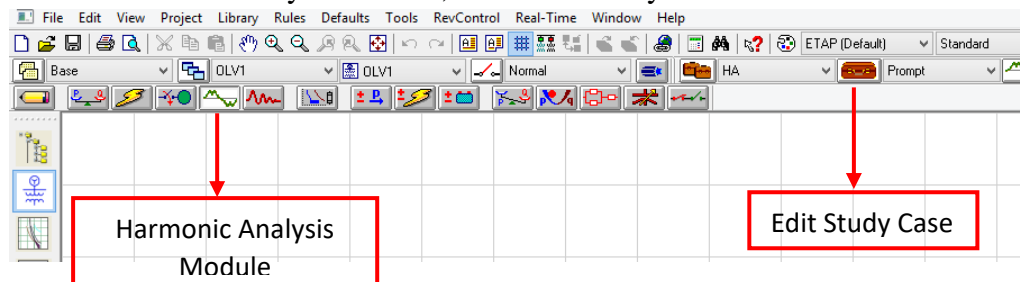 File Edit View Project Library Rules Defaults Tools RevControl Real-Time Window Help
ETAP (Default) Standard
Base OLV1 OLV1 Normal HA Prompt
Harmonic Analysis
Module
Edit Study Case